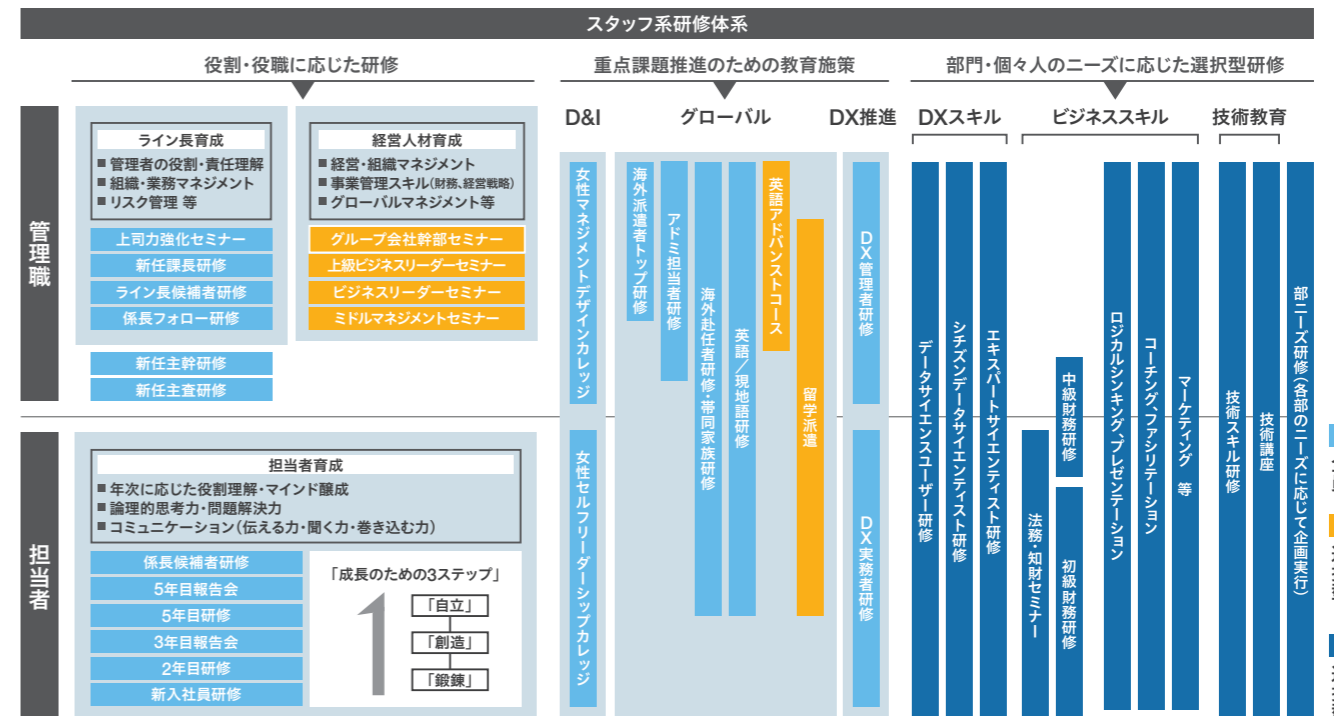 スタッフ系研修体系
役割・役職に応じた研修
重点課題推進のための教育施策
部門・個々人のニーズに応じた選択型研修
D&I
グローバル
DX推進
DXスキル
ビジネススキル
技術教育
管理職
ライン長育成
■ 管理者の役割・責任理解
■ 組織・業務マネジメント
■ リスク管理 等
上司力強化セミナー
新任課長研修
ライン長候補者研修
係長フォロー研修
新任主幹研修
新任主査研修
経営人材育成
■ 経営・組織マネジメント
■ 事業管理スキル(財務、経営戦略)
■ グローバルマネジメント等
グループ会社幹部セミナー
上級ビジネスリーダーセミナー
ビジネスリーダーセミナー
ミドルマネジメントセミナー
担当者
担当者育成
■ 年次に応じた役割理解・マインド醸成
■ 論理的思考力・問題解決力
■ コミュニケーション(伝える力・聞く力・巻き込む力)
係長候補者研修
5年目報告会
5年目研修
3年目報告会
2年目研修
新入社員研修
「成長のための3ステップ」
「自立」
「創造」
「鍛錬」
女性マネジメントデザインカレッジ
女性セルフリーダーシップカレッジ
海外派遣者トップ研修
アドミ担当者研修
海外赴任者研修・帯同家族研修
英語／現地語研修
英語アドバンストコース
留学派遣
DX管理者研修
DX実務者研修
データサイエンスユーザー研修
シチズンデータサイエンティスト研修
エキスパートサイエンティスト研修
法務・知財セミナー
中級財務研修
初級財務研修
ロジカルシンキング、プレゼンテーション
コーチング、ファシリテーション
マーケティング 等
技術スキル研修
技術講座
部ニーズ研修(各部のニーズに応じて企画実行)